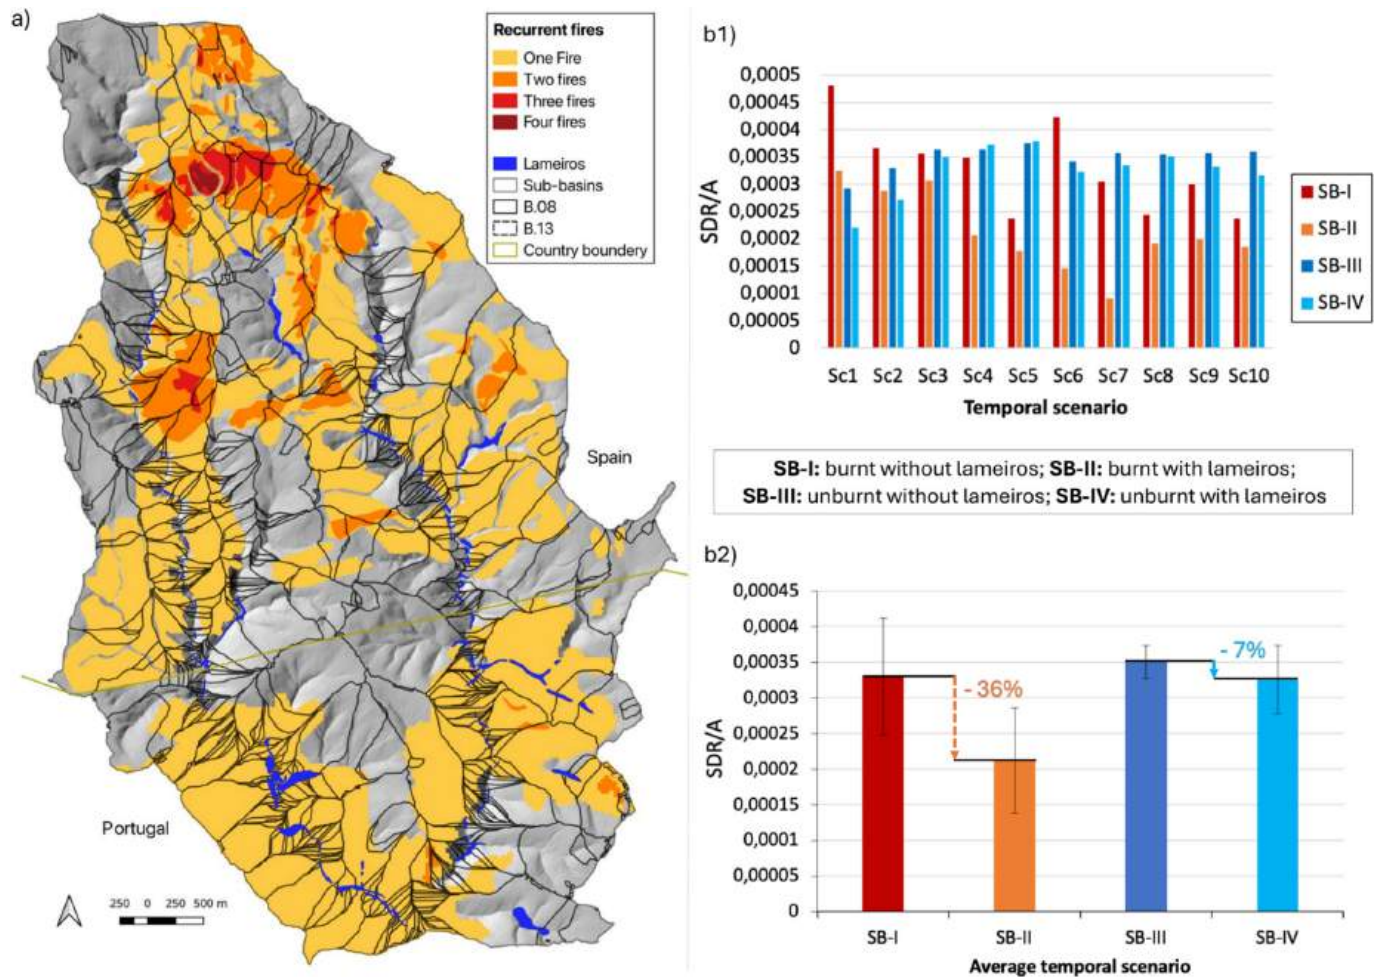 a)
Recurrent fires
One Fire
Two fires
Three fires
Four fires
Lameiros
Sub-basins
B.08
B.13
Country boundery
Spain
Portugal
250 0 250 500 m
b1)
0,0005
0,00045
0,0004
0,00035
0,0003
0,00025
0,0002
0,00015
0,0001
0,00005
0
SDR/A
Sc1 Sc2 Sc3 Sc4 Sc5 Sc6 Sc7 Sc8 Sc9 Sc10
Temporal scenario
SB-I
SB-II
SB-III
SB-IV
SB-I: burnt without lameiros; SB-II: burnt with lameiros;
SB-III: unburnt without lameiros; SB-IV: unburnt with lameiros
b2)
0,00045
0,0004
0,00035
0,0003
0,00025
0,0002
0,00015
0,0001
0,00005
0
SDR/A
- 36%
- 7%
SB-I SB-II SB-III SB-IV
Average temporal scenario